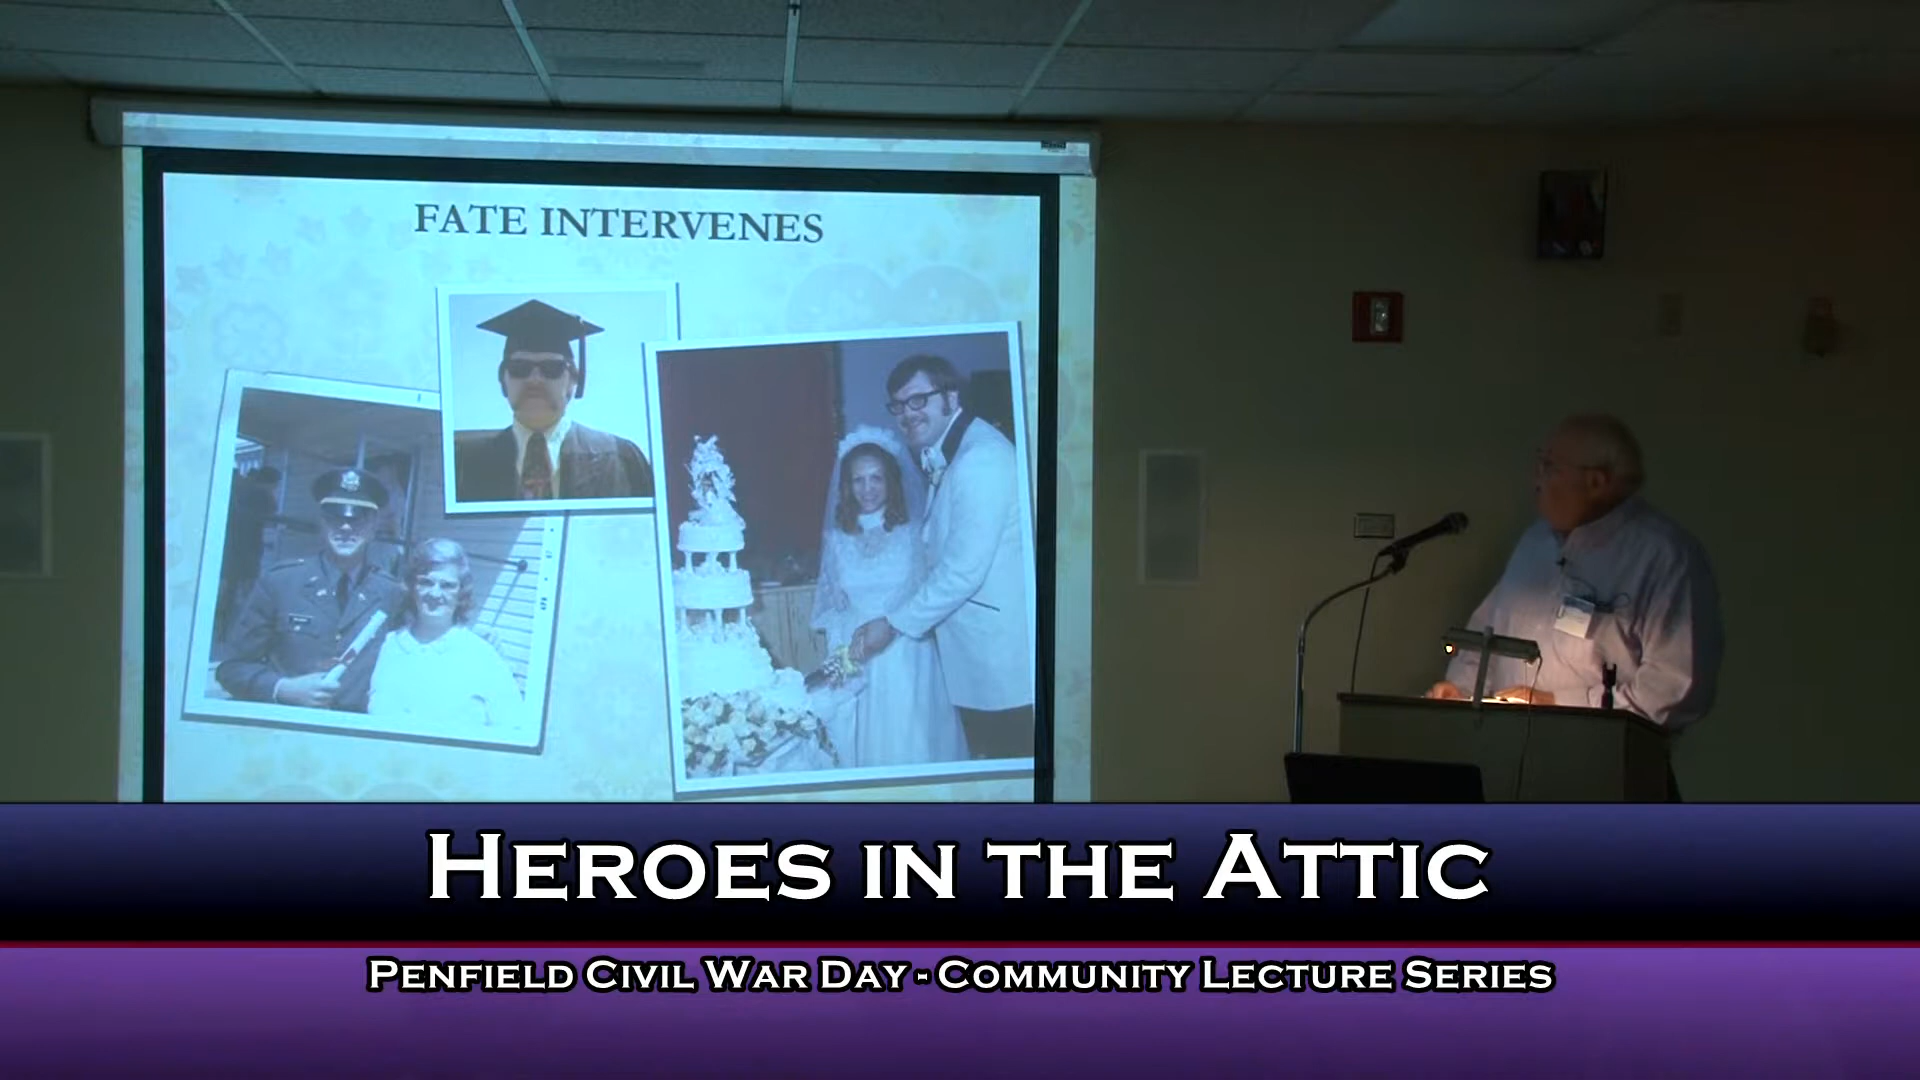 FATE INTERVENES
HEROES IN THE ATTIC
PENFIELD CIVIL WAR DAY - COMMUNITY LECTURE SERIES